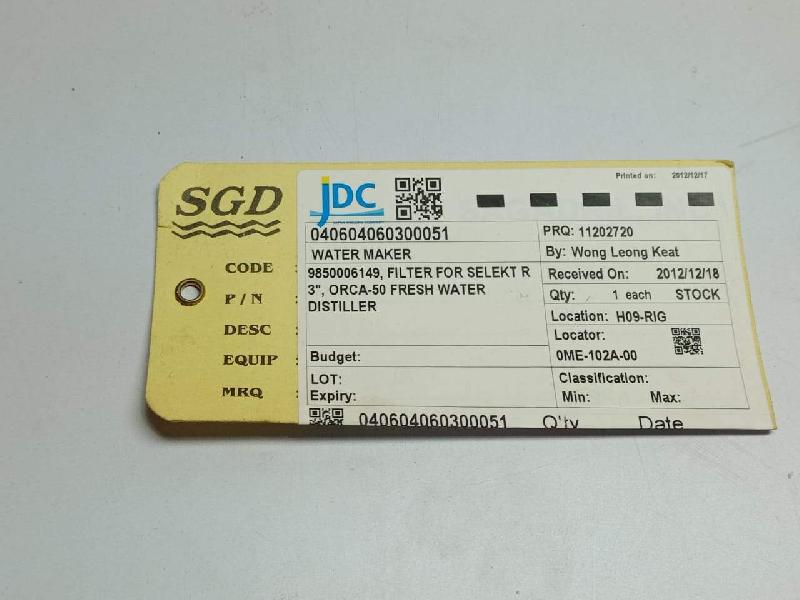 SGD
CODE :
P/N :
DESC :
EQUIP :
MRQ :
JDC
Printed on: 2012/12/17
040604060300051
WATER MAKER
9850006149, FILTER FOR SELEKT R
3", ORCA-50 FRESH WATER
DISTILLER
Budget:
LOT:
Expiry:
PRQ: 11202720
By: Wong Leong Keat
Received On: 2012/12/18
Qty: 1 each STOCK
Location: H09-RIG
Locator:
0ME-102A-00
Classification:
Min: Max:
040604060300051 Q'ty Date